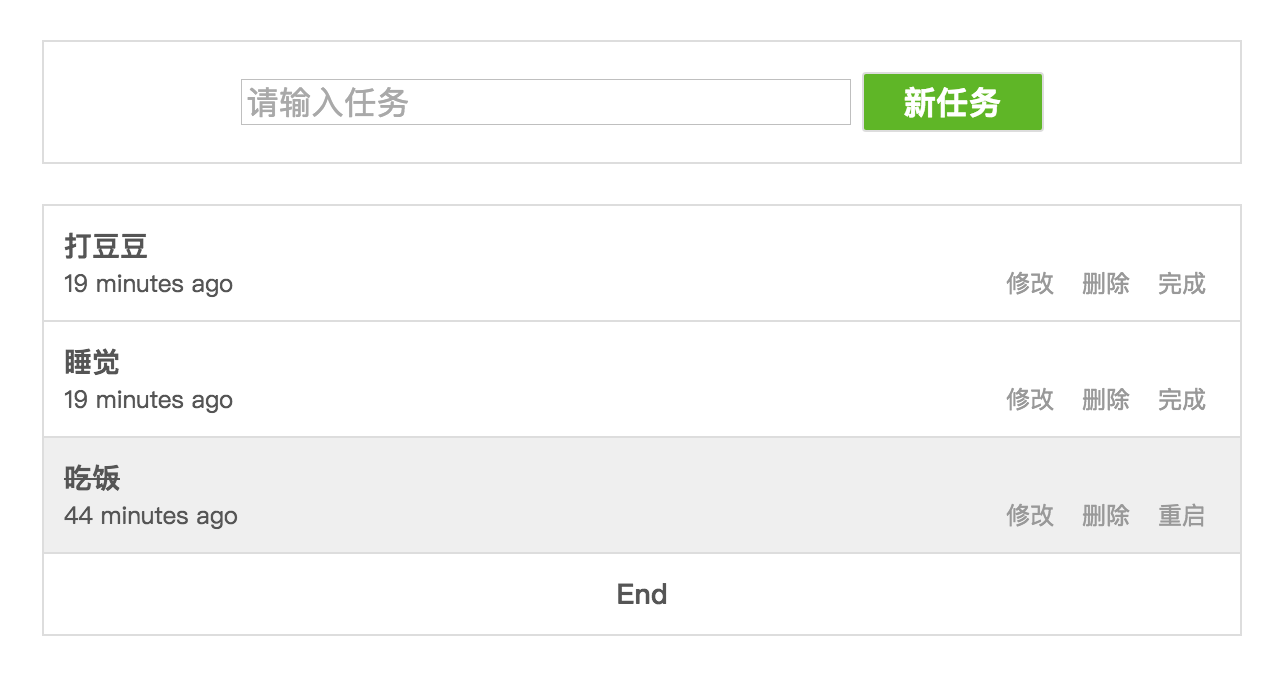 请输入任务 新任务
打豆豆
19 minutes ago 修改 删除 完成
睡觉
19 minutes ago 修改 删除 完成
吃饭
44 minutes ago 修改 删除 重启
End